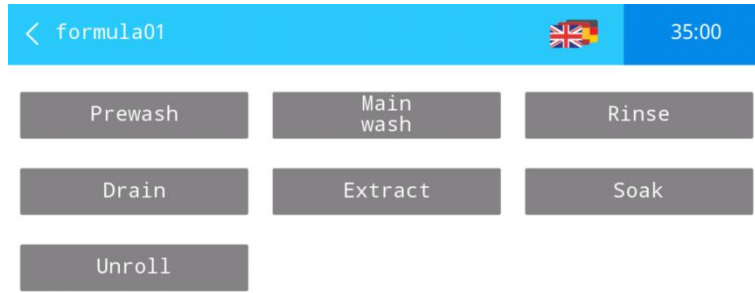 formula01
35:00
Prewash
Main
wash
Rinse
Drain
Extract
Soak
Unroll